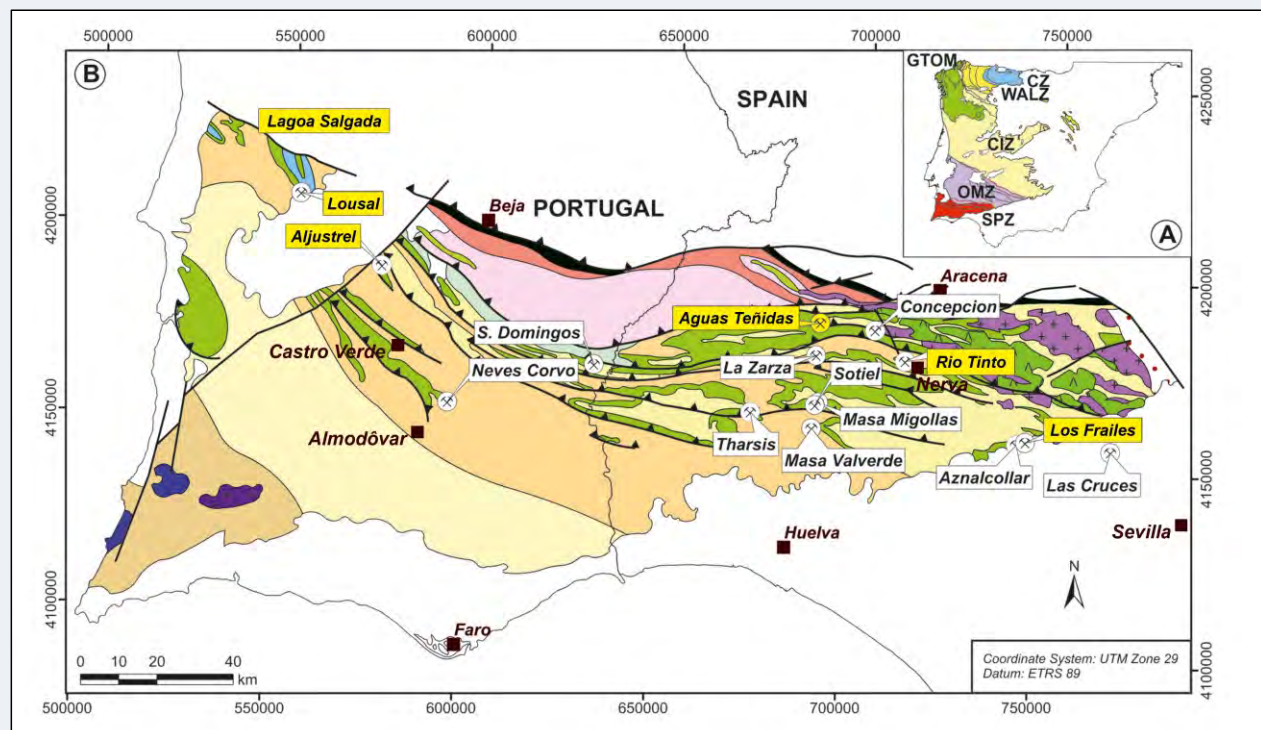 500000 550000 600000 650000 700000 750000
B
A
GTOM
CZ
WALZ
CIZ
OMZ
SPZ
SPAIN
PORTUGAL
4250000
4200000
4150000
4100000
4200000
4150000
4100000
Lagoa Salgada
Lousal
Aljustrel
Beja
Aracena
Concepcion
Aguas Teñidas
S. Domingos
Castro Verde
Neves Corvo
La Zarza
Sotiel
Rio Tinto
Nerva
Almodôvar
Tharsis
Masa Migollas
Masa Valverde
Los Frailes
Aznalcollar
Las Cruces
Huelva
Sevilla
Faro
N
0 10 20 40
km
Coordinate System: UTM Zone 29
Datum: ETRS 89
500000 550000 600000 650000 700000 750000